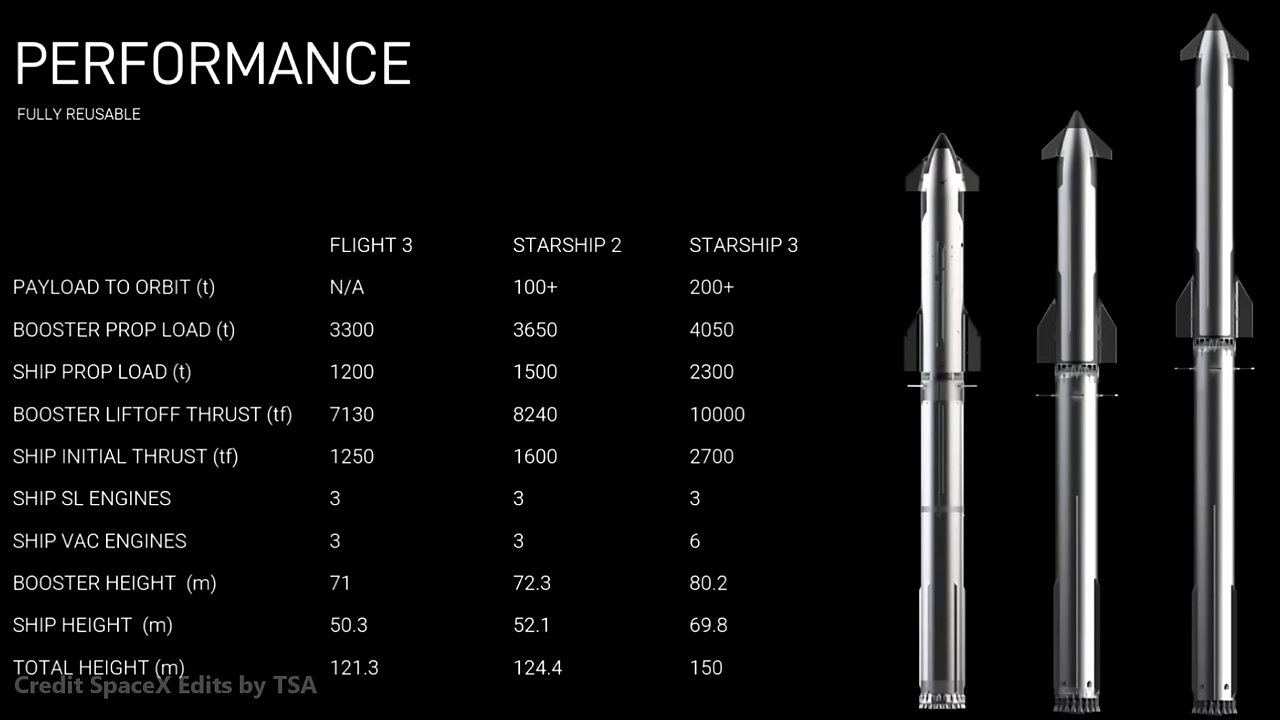 PERFORMANCE
FULLY REUSABLE
FLIGHT 3 STARSHIP 2 STARSHIP 3
PAYLOAD TO ORBIT (t) N/A 100+ 200+
BOOSTER PROP LOAD (t) 3300 3650 4050
SHIP PROP LOAD (t) 1200 1500 2300
BOOSTER LIFTOFF THRUST (tf) 7130 8240 10000
SHIP INITIAL THRUST (tf) 1250 1600 2700
SHIP SL ENGINES 3 3 3
SHIP VAC ENGINES 3 3 6
BOOSTER HEIGHT (m) 71 72.3 80.2
SHIP HEIGHT (m) 50.3 52.1 69.8
TOTAL HEIGHT (m) 121.3 124.4 150
Credit SpaceX Edits by TSA